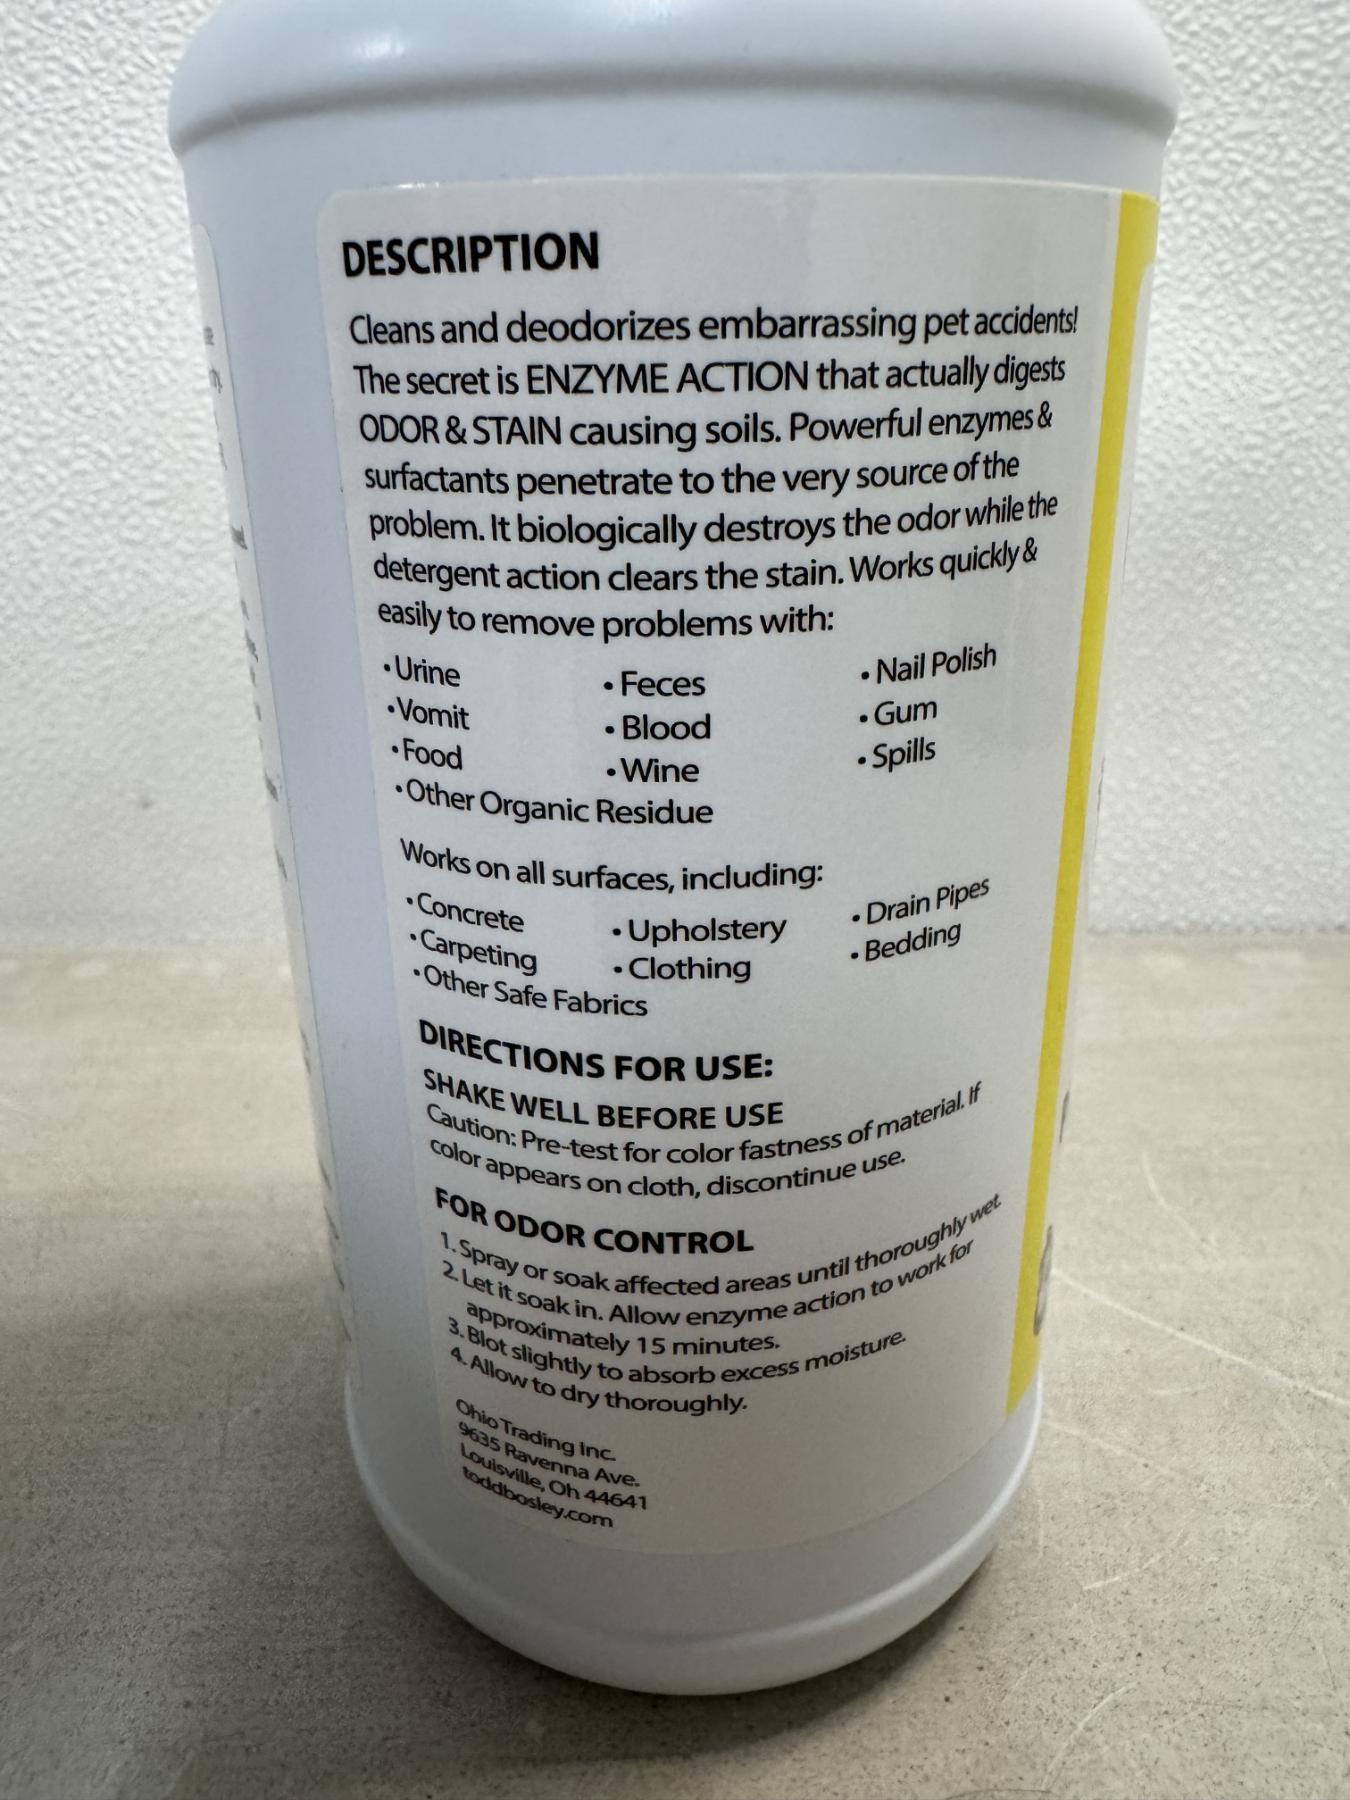 DESCRIPTION
Cleans and deodorizes embarrassing pet accidents!
The secret is ENZYME ACTION that actually digests
ODOR & STAIN causing soils. Powerful enzymes &
surfactants penetrate to the very source of the
problem. It biologically destroys the odor while the
detergent action clears the stain. Works quickly &
easily to remove problems with:
• Urine • Feces • Nail Polish
• Vomit • Blood • Gum
• Food • Wine • Spills
• Other Organic Residue
Works on all surfaces, including:
• Concrete • Upholstery • Drain Pipes
• Carpeting • Clothing • Bedding
• Other Safe Fabrics
DIRECTIONS FOR USE:
SHAKE WELL BEFORE USE
Caution: Pre-test for color fastness of material. If
color appears on cloth, discontinue use.
FOR ODOR CONTROL
1. Spray or soak affected areas until thoroughly wet.
2. Let it soak in. Allow enzyme action to work for
approximately 15 minutes.
3. Blot slightly to absorb excess moisture.
4. Allow to dry thoroughly.
Ohio Trading Inc.
9635 Ravenna Ave.
Louisville, Oh 44641
toddbosley.com